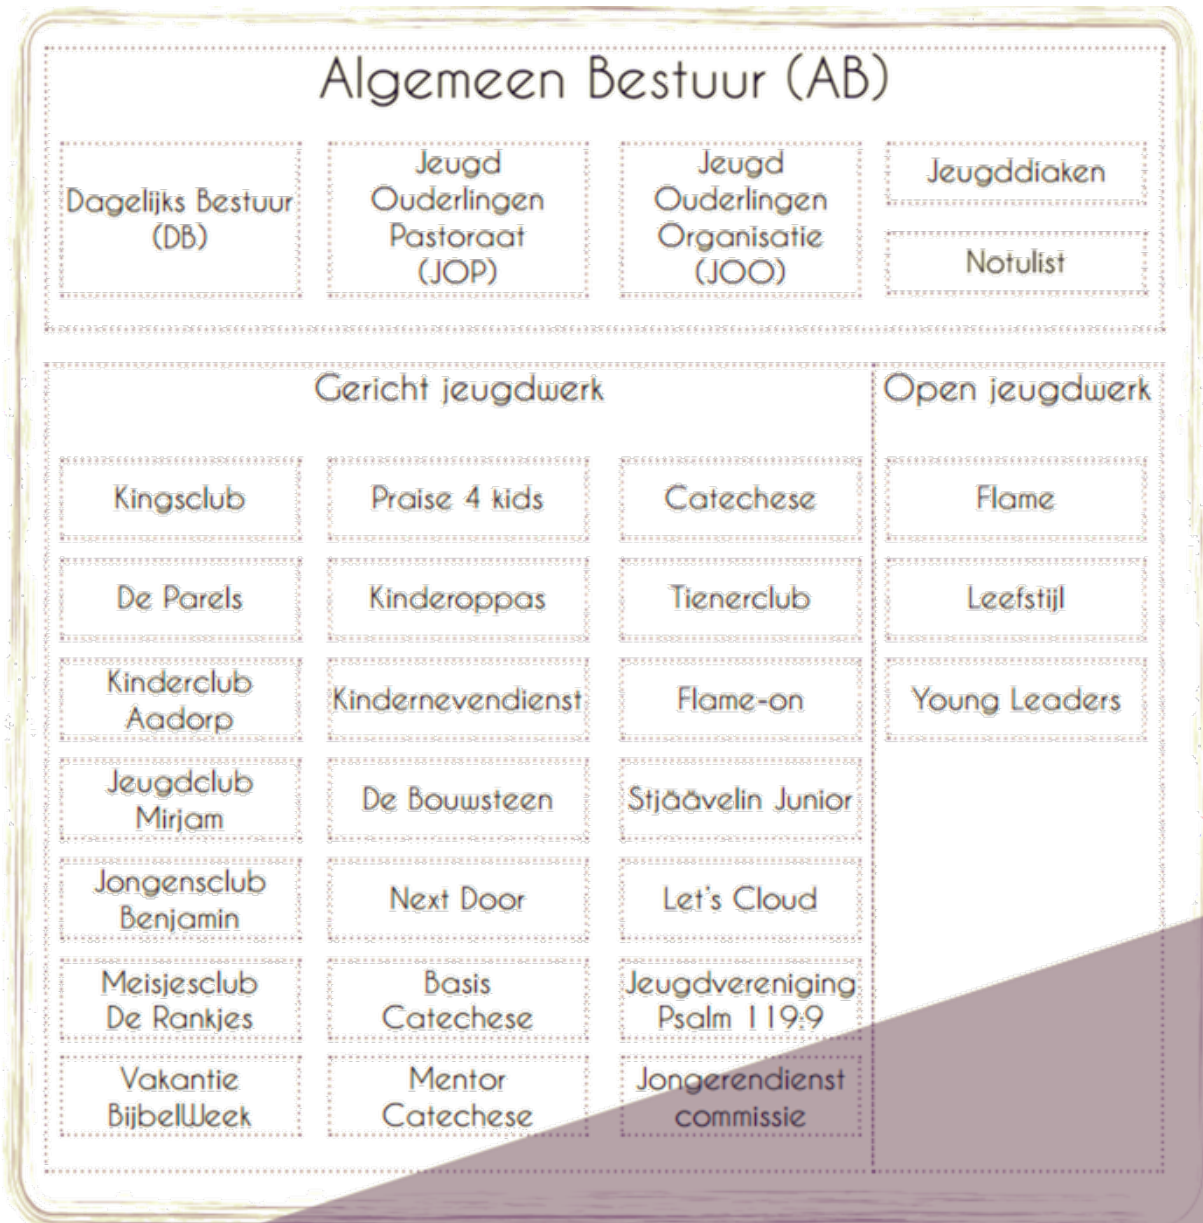 Algemeen Bestuur (AB)
Dagelijks Bestuur
(DB)
Jeugd
Ouderlingen
Pastoraat
(JOP)
Jeugd
Ouderlingen
Organisatie
(JOO)
Jeugddiaken
Notulist
Gericht jeugdwerk
Kingsclub
De Parels
Kinderclub
Aadorp
Jeugdclub
Mirjam
Jongensclub
Benjamin
Meisjesclub
De Rankjes
Vakantie
BijbelWeek
Praise 4 kids
Kinderoppas
Kindernevendienst
De Bouwsteen
Next Door
Basis
Catechese
Mentor
Catechese
Catechese
Tienerclub
Flame-on
Stjäävelin Junior
Let's Cloud
Jeugdvereniging
Psalm 119:9
Jongerendienst
commissie
Open jeugdwerk
Flame
Leefstijl
Young Leaders